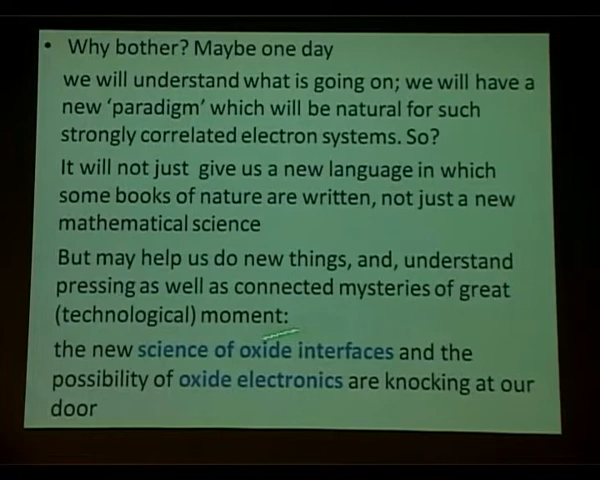 • Why bother? Maybe one day
we will understand what is going on; we will have a
new ‘paradigm’ which will be natural for such
strongly correlated electron systems. So?
It will not just give us a new language in which
some books of nature are written, not just a new
mathematical science
But may help us do new things, and, understand
pressing as well as connected mysteries of great
(technological) moment:
the new science of oxide interfaces and the
possibility of oxide electronics are knocking at our
door